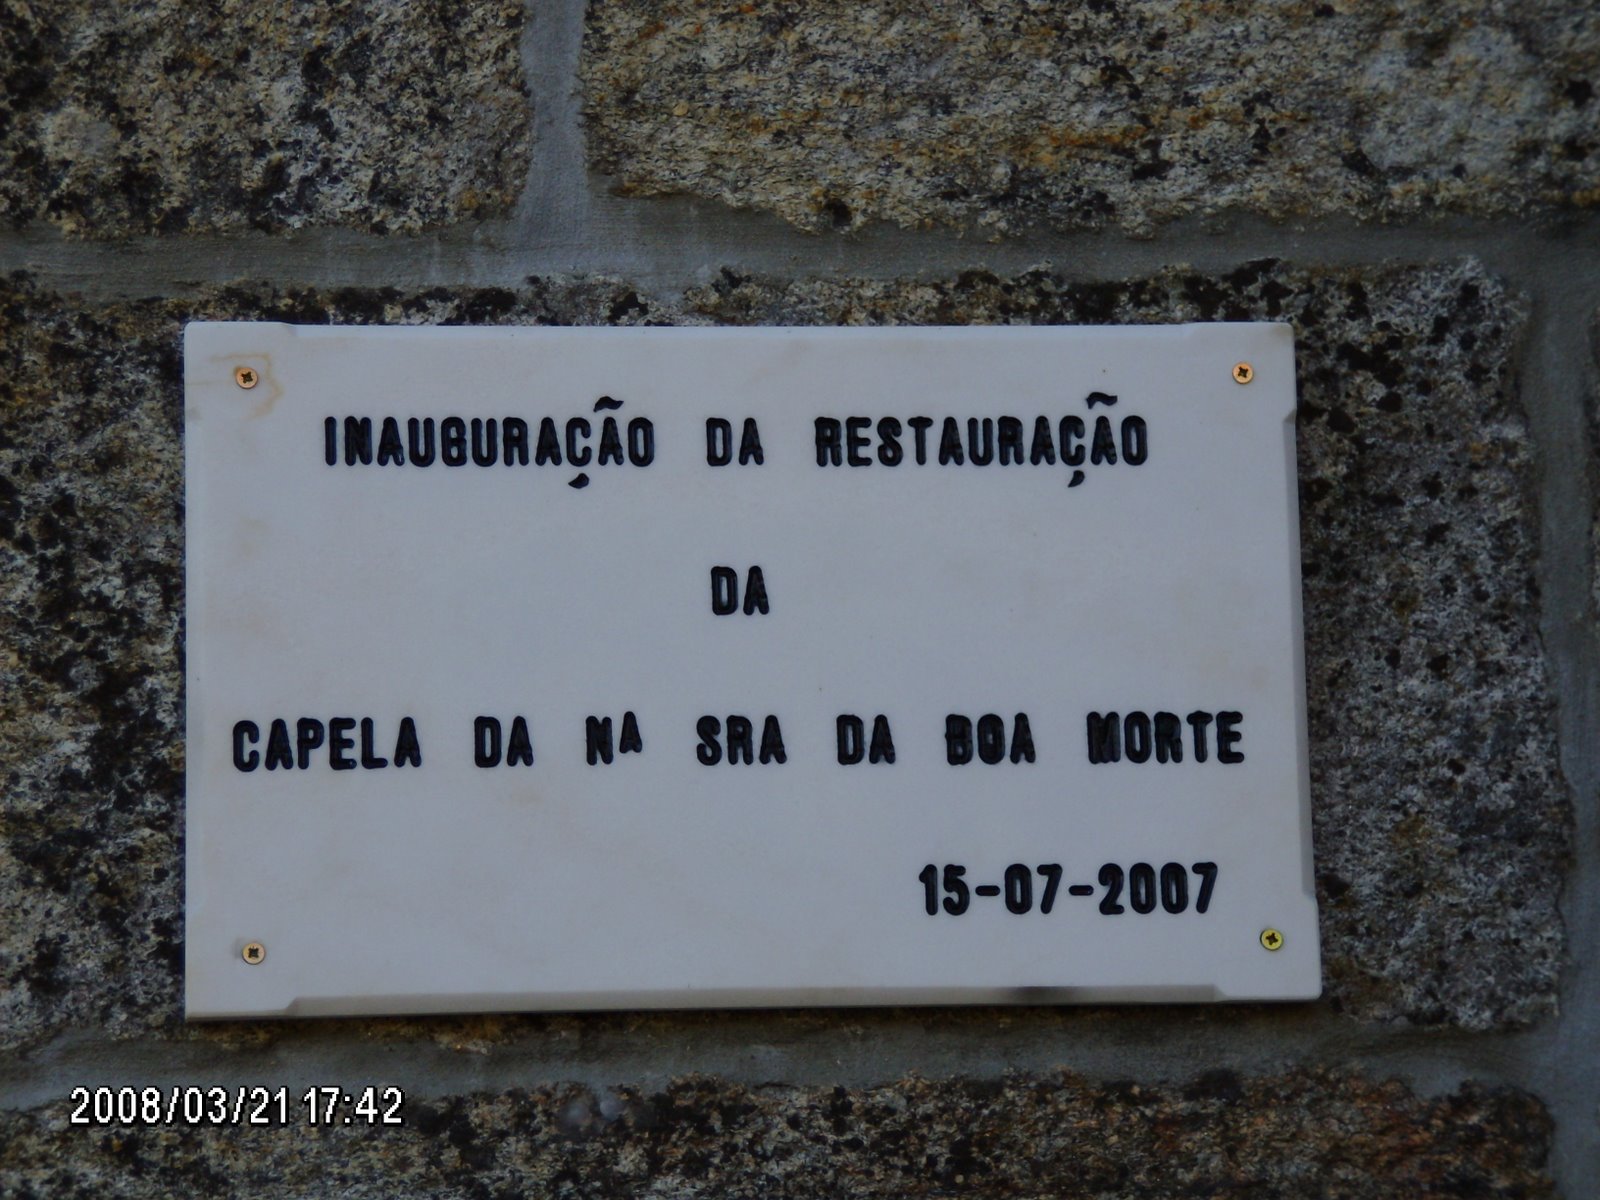 INAUGURAÇÃO DA RESTAURAÇÃO
DA
CAPELA DA Nª SRA DA BOA MORTE
15-07-2007
2008/03/21 17:42